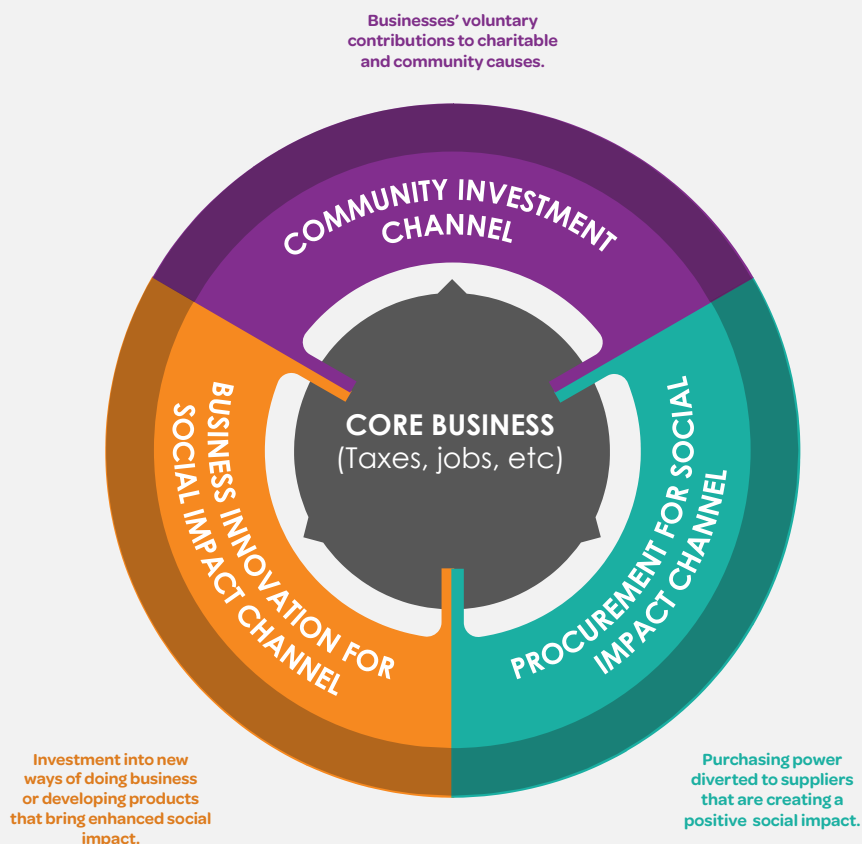 Businesses’ voluntary
contributions to charitable
and community causes.
COMMUNITY INVESTMENT
CHANNEL
CORE BUSINESS
(Taxes, jobs, etc)
BUSINESS INNOVATION FOR
SOCIAL IMPACT CHANNEL
PROCUREMENT FOR SOCIAL
IMPACT CHANNEL
Investment into new
ways of doing business
or developing products
that bring enhanced social
impact.
Purchasing power
diverted to suppliers
that are creating a
positive social impact.